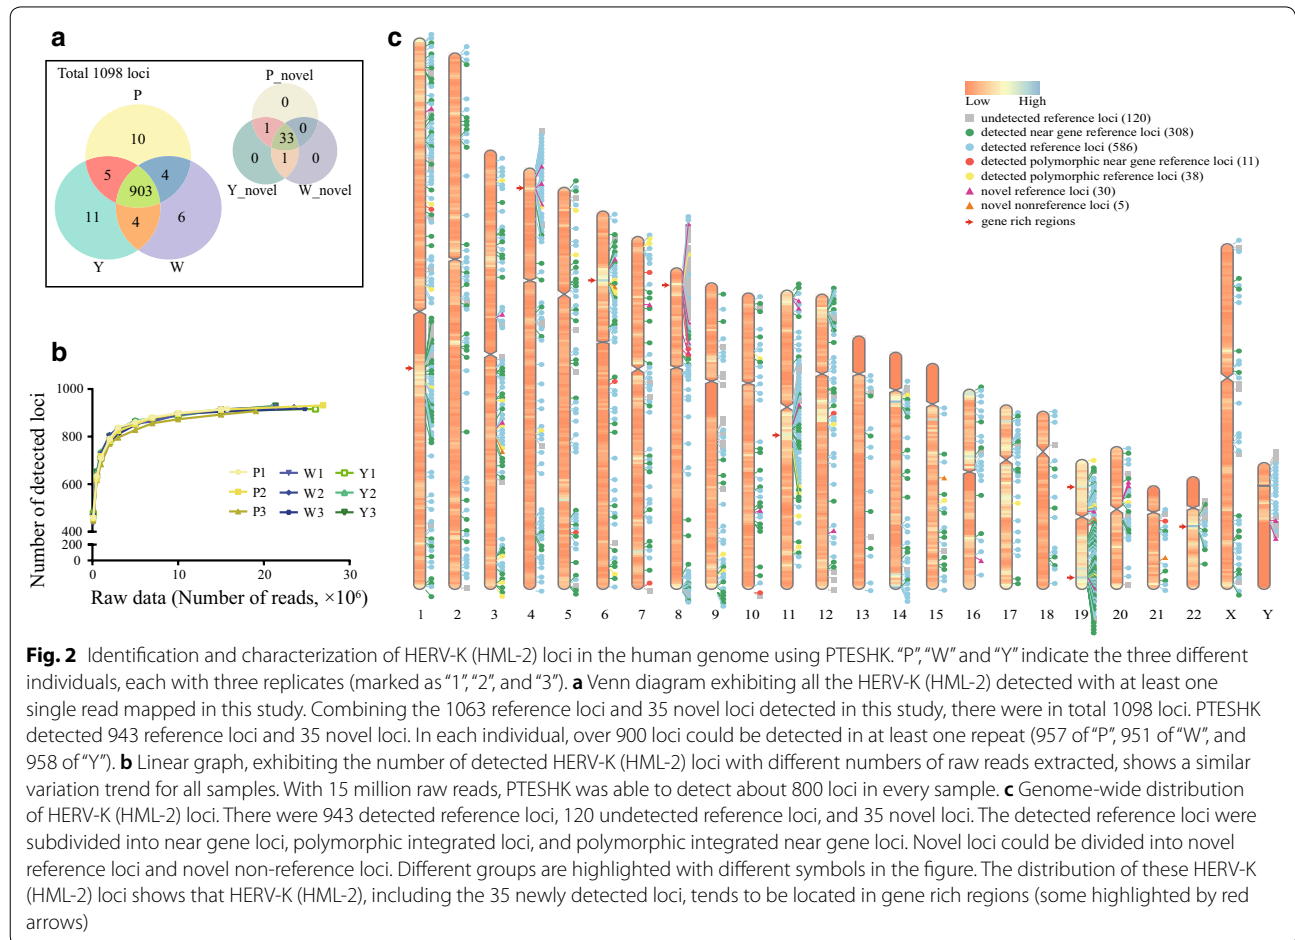 a
Total 1098 loci
P
10
5
4
903
11
4
6
Y
W
P_novel
0
1
0
33
0
1
0
Y_novel
W_novel
b
Number of detected loci
1000
800
600
400
200
0
0
10
20
30
P1
W1
Y1
P2
W2
Y2
P3
W3
Y3
Raw data (Number of reads, ×10⁶)
c
Low High
undetected reference loci (120)
detected near gene reference loci (308)
detected reference loci (586)
detected polymorphic near gene reference loci (11)
detected polymorphic reference loci (38)
novel reference loci (30)
novel nonreference loci (5)
gene rich regions
1 2 3 4 5 6 7 8 9 10 11 12 13 14 15 16 17 18 19 20 21 22 X Y
Fig. 2 Identification and characterization of HERV-K (HML-2) loci in the human genome using PTESHK. “P”, “W” and “Y” indicate the three different
individuals, each with three replicates (marked as “1”, “2”, and “3”). a Venn diagram exhibiting all the HERV-K (HML-2) detected with at least one
single read mapped in this study. Combining the 1063 reference loci and 35 novel loci detected in this study, there were in total 1098 loci. PTESHK
detected 943 reference loci and 35 novel loci. In each individual, over 900 loci could be detected in at least one repeat (957 of “P”, 951 of “W”, and
958 of “Y”). b Linear graph, exhibiting the number of detected HERV-K (HML-2) loci with different numbers of raw reads extracted, shows a similar
variation trend for all samples. With 15 million raw reads, PTESHK was able to detect about 800 loci in every sample. c Genome-wide distribution
of HERV-K (HML-2) loci. There were 943 detected reference loci, 120 undetected reference loci, and 35 novel loci. The detected reference loci were
subdivided into near gene loci, polymorphic integrated loci, and polymorphic integrated near gene loci. Novel loci could be divided into novel
reference loci and novel non-reference loci. Different groups are highlighted with different symbols in the figure. The distribution of these HERV-K
(HML-2) loci shows that HERV-K (HML-2), including the 35 newly detected loci, tends to be located in gene rich regions (some highlighted by red
arrows)